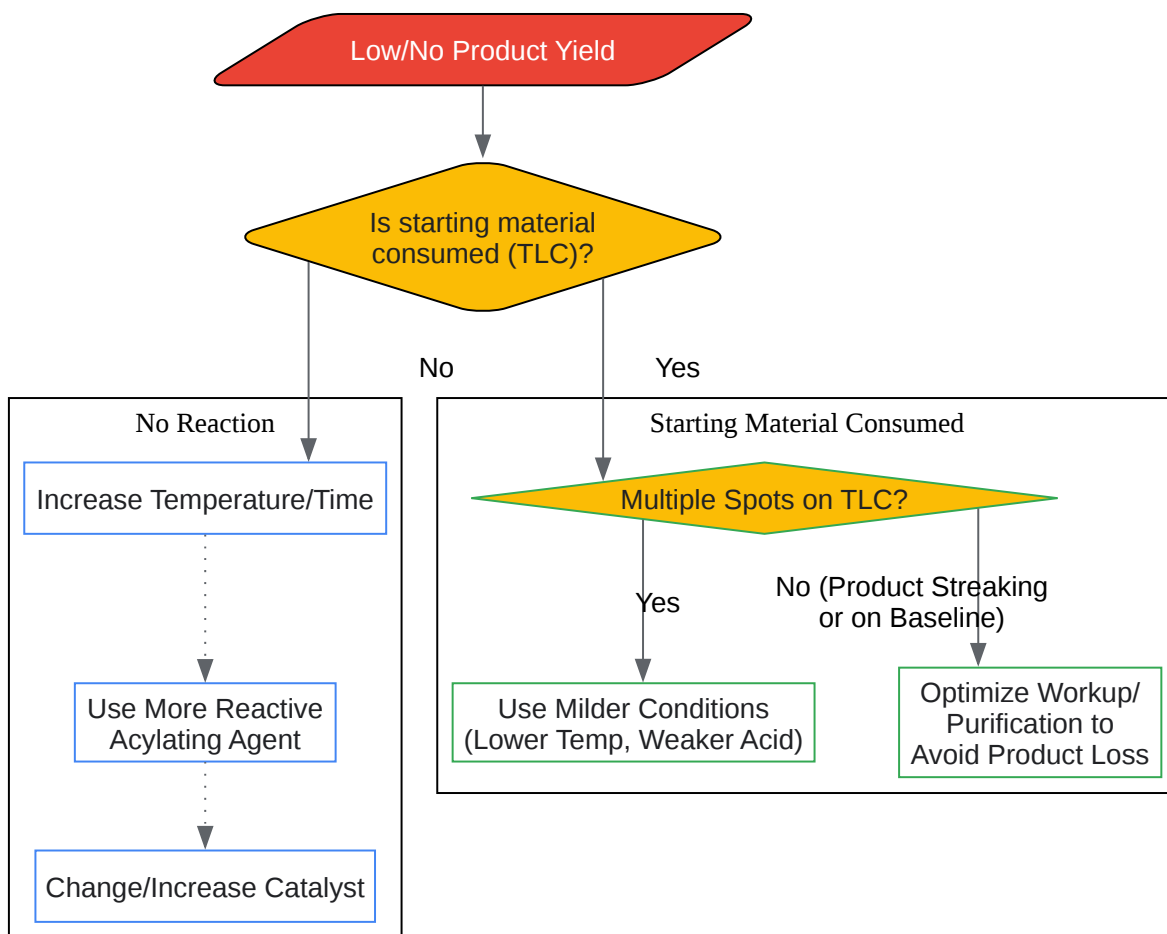 Low/No Product Yield
Is starting material
consumed (TLC)?
No
Yes
No Reaction
Increase Temperature/Time
Use More Reactive
Acylating Agent
Change/Increase Catalyst
Starting Material Consumed
Multiple Spots on TLC?
Yes
No (Product Streaking
or on Baseline)
Use Milder Conditions
(Lower Temp, Weaker Acid)
Optimize Workup/
Purification to
Avoid Product Loss